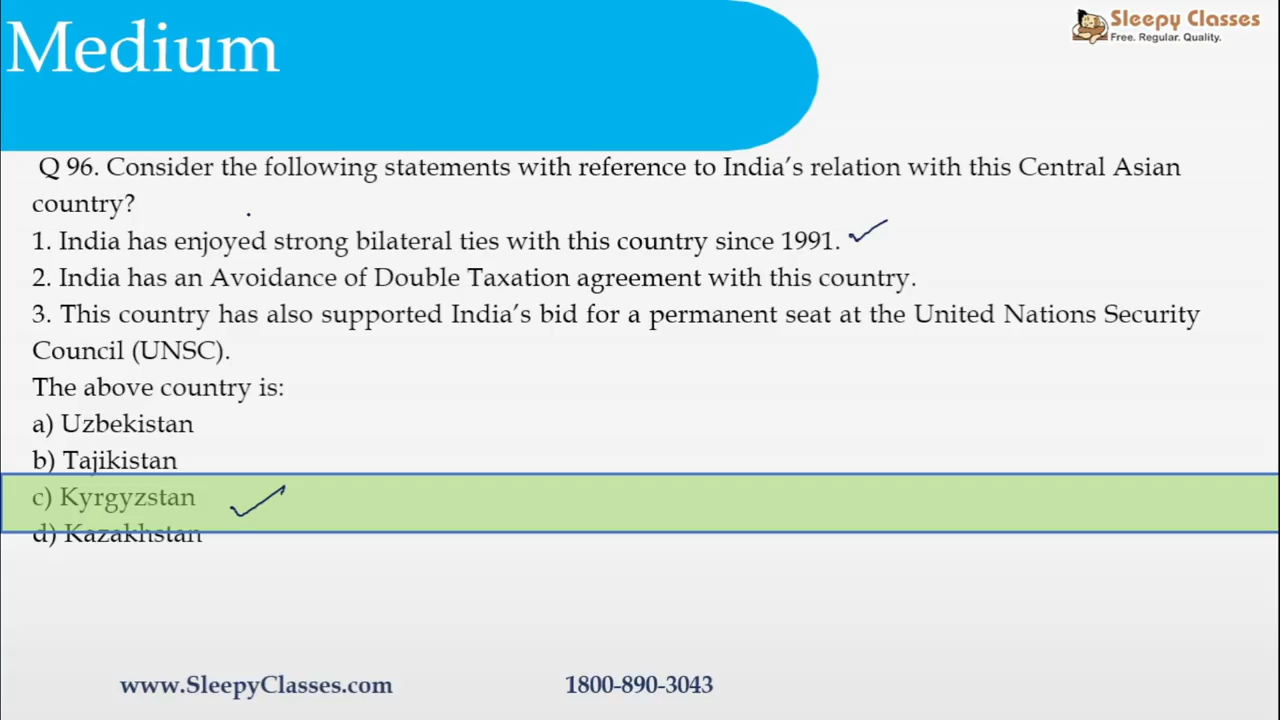 Medium
Sleepy Classes
Free. Regular. Quality.
Q 96. Consider the following statements with reference to India's relation with this Central Asian
country?
1. India has enjoyed strong bilateral ties with this country since 1991.
2. India has an Avoidance of Double Taxation agreement with this country.
3. This country has also supported India's bid for a permanent seat at the United Nations Security
Council (UNSC).
The above country is:
a) Uzbekistan
b) Tajikistan
c) Kyrgyzstan
d) Kazakhstan
www.SleepyClasses.com
1800-890-3043